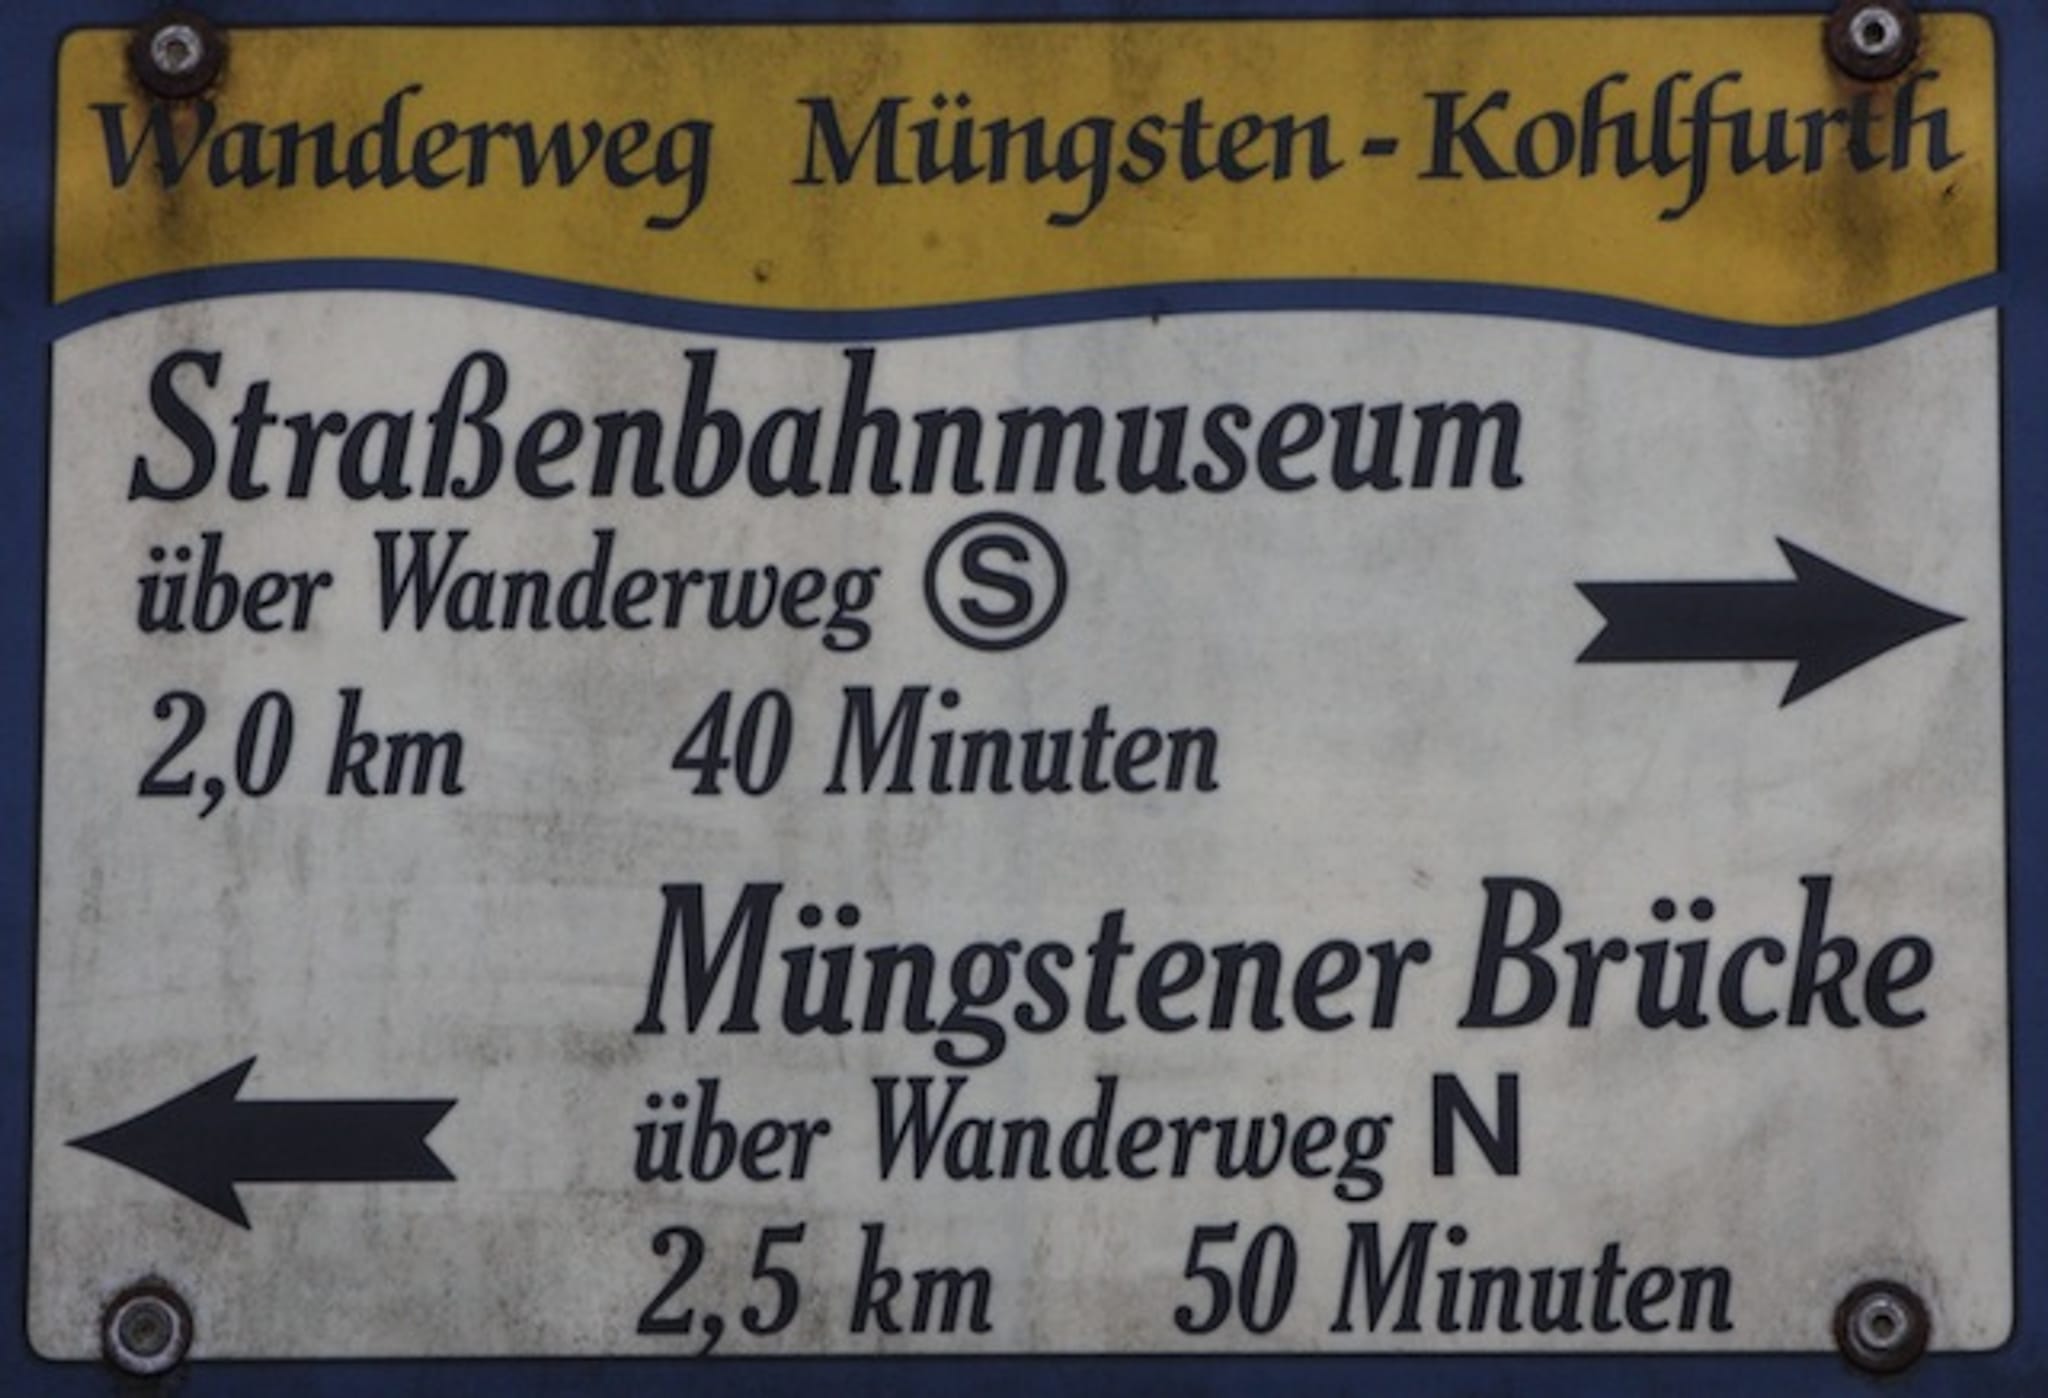 Wanderweg Müngsten-Kohlfurth
Straßenbahnmuseum
über Wanderweg Ⓢ
2,0 km 40 Minuten
Müngstener Brücke
über Wanderweg N
2,5 km 50 Minuten